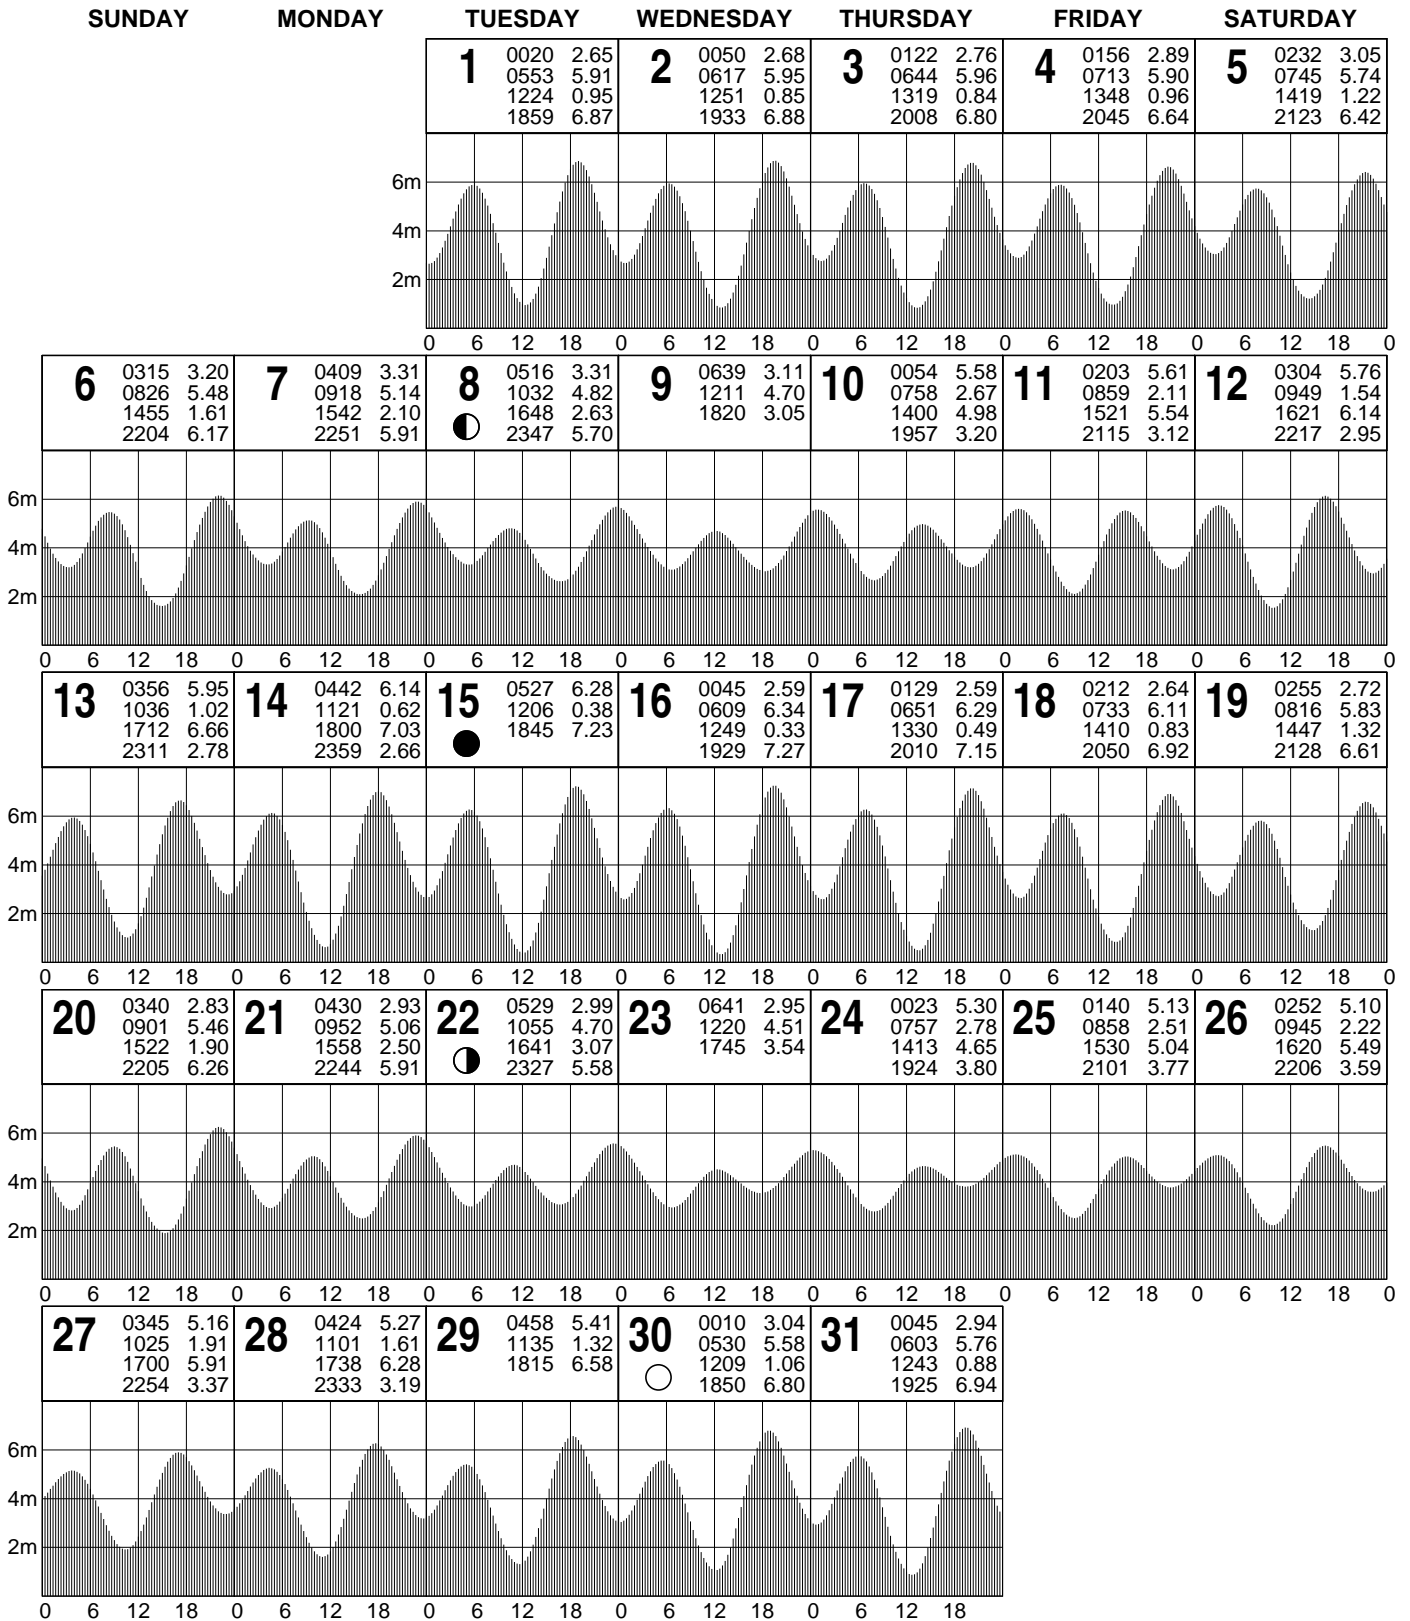 SUNDAY MONDAY TUESDAY WEDNESDAY THURSDAY FRIDAY SATURDAY
1 0020 2.65 2 0050 2.68 3 0122 2.76 4 0156 2.89 5 0232 3.05
0553 5.91 0617 5.95 0644 5.96 0713 5.90 0745 5.74
1224 0.95 1251 0.85 1319 0.84 1348 0.96 1419 1.22
1859 6.87 1933 6.88 2008 6.80 2045 6.64 2123 6.42
6m
4m
2m
0 6 12 18 0 6 12 18 0 6 12 18 0 6 12 18 0 6 12 18 0
6 0315 3.20 7 0409 3.31 8 0516 3.31 9 0639 3.11 10 0054 5.58 11 0203 5.61 12 0304 5.76
0826 5.48 0918 5.14 1032 4.82 1211 4.70 0758 2.67 0859 2.11 0949 1.54
1455 1.61 1542 2.10 1648 2.63 1820 3.05 1400 4.98 1521 5.54 1621 6.14
2204 6.17 2251 5.91 2347 5.70 1957 3.20 2115 3.12 2217 2.95
6m
4m
2m
0 6 12 18 0 6 12 18 0 6 12 18 0 6 12 18 0 6 12 18 0 6 12 18 0 6 12 18 0
13 0356 5.95 14 0442 6.14 15 0527 6.28 16 0045 2.59 17 0129 2.59 18 0212 2.64 19 0255 2.72
1036 1.02 1121 0.62 1206 0.38 0609 6.34 0651 6.29 0733 6.11 0816 5.83
1712 6.66 1800 7.03 1845 7.23 1249 0.33 1330 0.49 1410 0.83 1447 1.32
2311 2.78 2359 2.66 1929 7.27 2010 7.15 2050 6.92 2128 6.61
6m
4m
2m
0 6 12 18 0 6 12 18 0 6 12 18 0 6 12 18 0 6 12 18 0 6 12 18 0 6 12 18 0
20 0340 2.83 21 0430 2.93 22 0529 2.99 23 0641 2.95 24 0023 5.30 25 0140 5.13 26 0252 5.10
0901 5.46 0952 5.06 1055 4.70 1220 4.51 0757 2.78 0858 2.51 0945 2.22
1522 1.90 1558 2.50 1641 3.07 1745 3.54 1413 4.65 1530 5.04 1620 5.49
2205 6.26 2244 5.91 2327 5.58 1924 3.80 2101 3.77 2206 3.59
6m
4m
2m
0 6 12 18 0 6 12 18 0 6 12 18 0 6 12 18 0 6 12 18 0 6 12 18 0 6 12 18 0
27 0345 5.16 28 0424 5.27 29 0458 5.41 30 0010 3.04 31 0045 2.94
1025 1.91 1101 1.61 1135 1.32 0530 5.58 0603 5.76
1700 5.91 1738 6.28 1815 6.58 1209 1.06 1243 0.88
2254 3.37 2333 3.19 1850 6.80 1925 6.94
6m
4m
2m
0 6 12 18 0 6 12 18 0 6 12 18 0 6 12 18 0 6 12 18